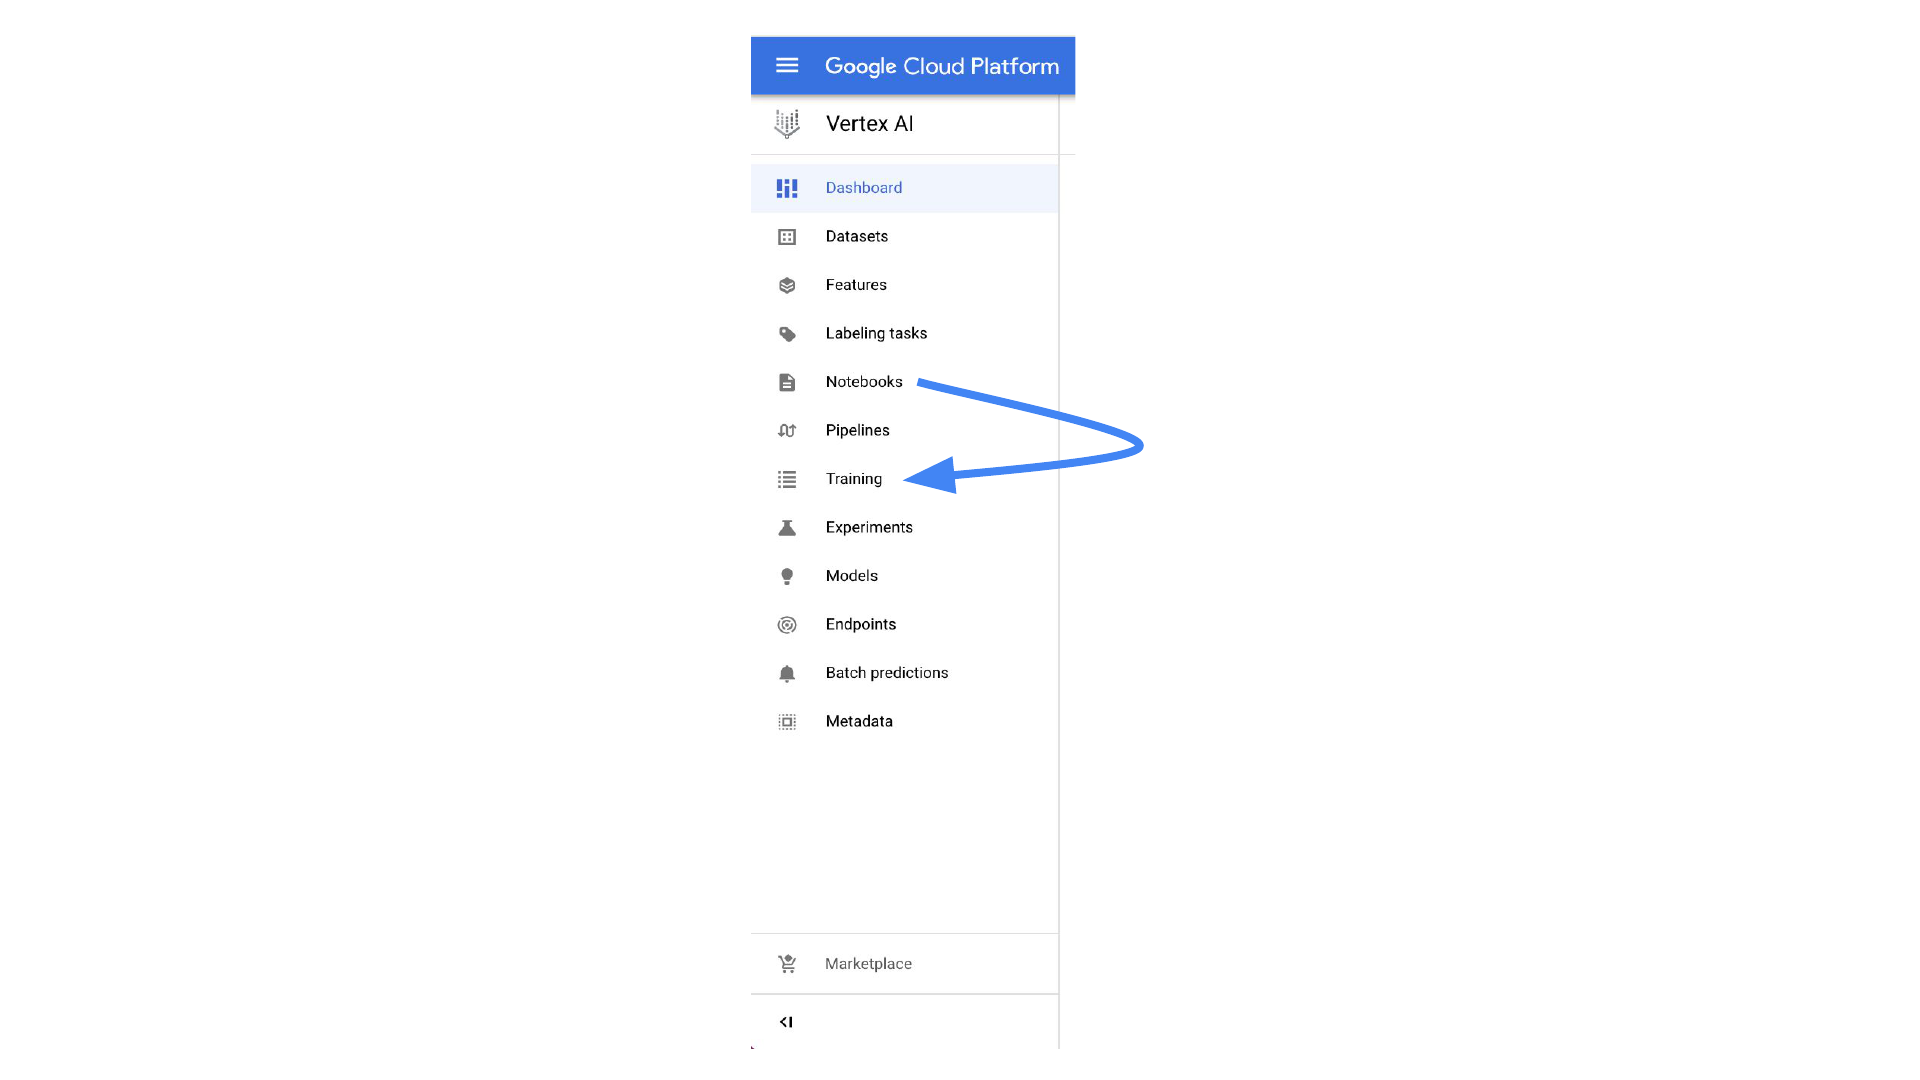 Google Cloud Platform
Vertex AI
Dashboard
Datasets
Features
Labeling tasks
Notebooks
Pipelines
Training
Experiments
Models
Endpoints
Batch predictions
Metadata
Marketplace